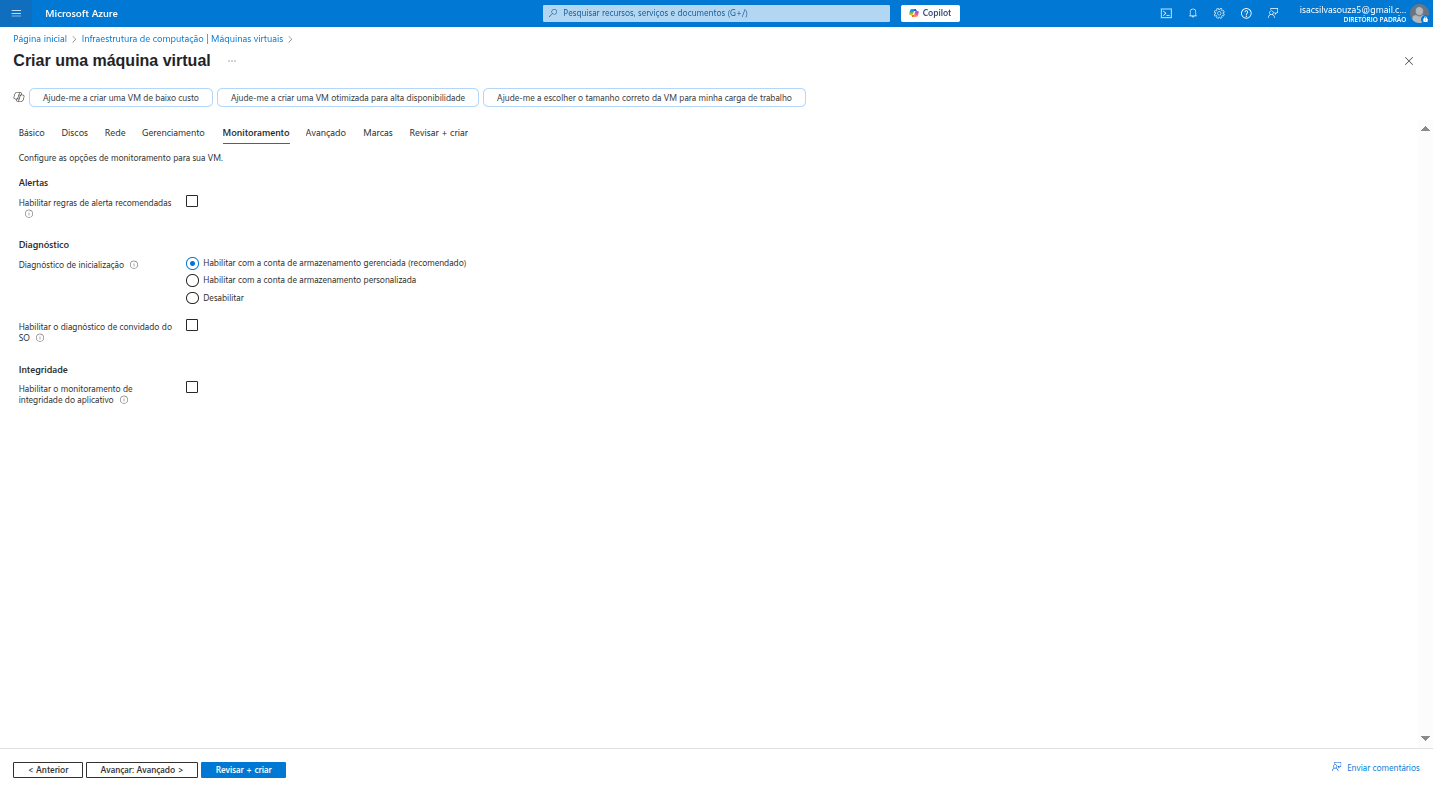 Microsoft Azure
Pesquisar recursos, serviços e documentos (G+/)
Copilot
isacsilvasouza5@gmail.c...
DIRETÓRIO PADRÃO
Página inicial > Infraestrutura de computação | Máquinas virtuais >
Criar uma máquina virtual ...
Ajude-me a criar uma VM de baixo custo
Ajude-me a criar uma VM otimizada para alta disponibilidade
Ajude-me a escolher o tamanho correto da VM para minha carga de trabalho
Básico Discos Rede Gerenciamento Monitoramento Avançado Marcas Revisar + criar
Configure as opções de monitoramento para sua VM.
Alertas
Habilitar regras de alerta recomendadas
Diagnóstico
Diagnóstico de inicialização
Habilitar com a conta de armazenamento gerenciada (recomendado)
Habilitar com a conta de armazenamento personalizada
Desabilitar
Habilitar o diagnóstico de convidado do
SO
Integridade
Habilitar o monitoramento de
integridade do aplicativo
< Anterior
Avançar: Avançado >
Revisar + criar
Enviar comentários